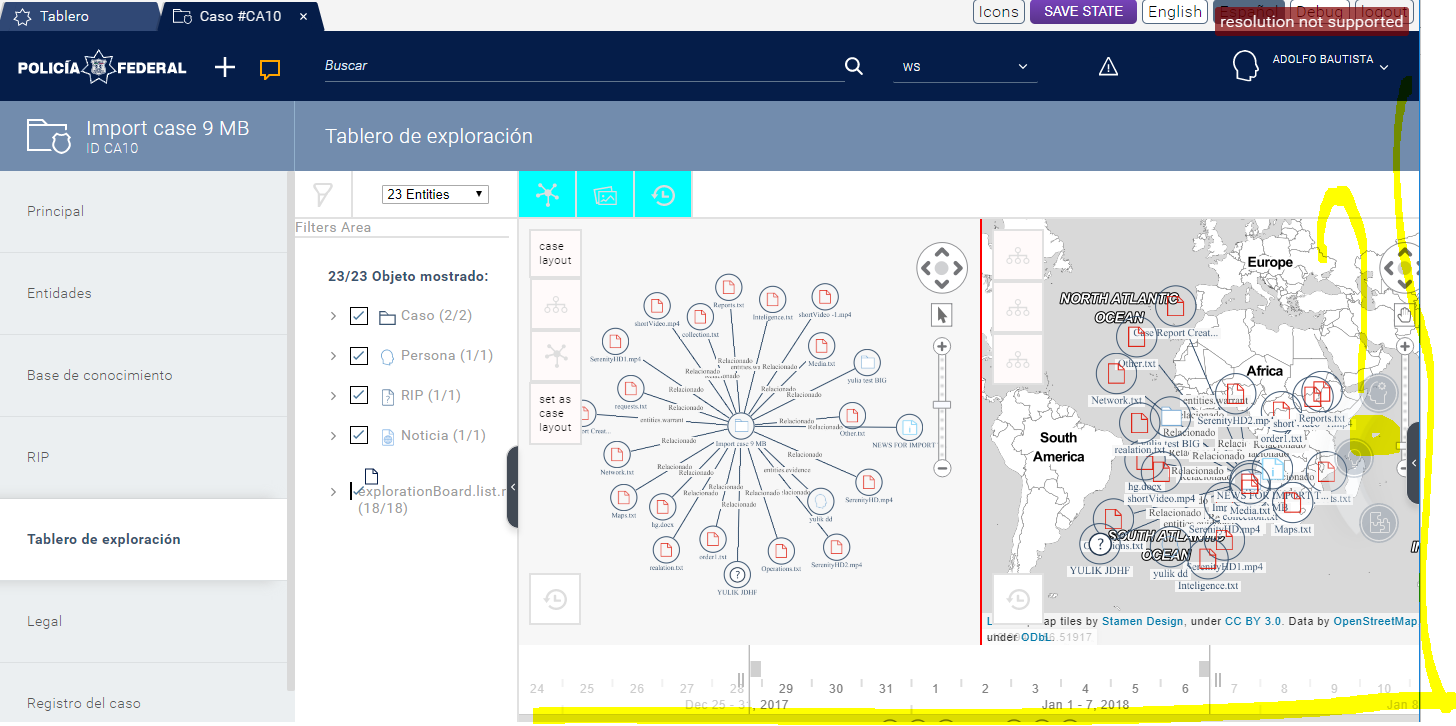 Tablero
Caso #CA10 ×
Icons
SAVE STATE
English
Español
Debug
logout
resolution not supported
POLICÍA FEDERAL
Buscar
ws
ADOLFO BAUTISTA
Import case 9 MB
ID CA10
Tablero de exploración
Principal
Entidades
Base de conocimiento
RIP
Tablero de exploración
Legal
Registro del caso
23 Entities
Filters Area
23/23 Objeto mostrado:
Caso (2/2)
Persona (1/1)
RIP (1/1)
Noticia (1/1)
explorationBoard.list.r
(18/18)
case
layout
set as
case
layout
Reports.txt
shortVideo.mp4
Inteligence.txt
shortVideo -1.mp4
collection.txt
SerenityHD1.mp4
Media.txt
yulia test BIG
requests.txt
Other.txt
NEWS FOR IMPORT
Import case 9 MB
entities.warrant
Relacionado
Network.txt
entities.evidence
SerenityHD.mp4
Maps.txt
hg.docx
yulik dd
realation.txt
order1.txt
Operations.txt
SerenityHD2.mp4
YULIK JDHF
Europe
NORTH ATLANTIC
OCEAN
Case Report Creat...
Other.txt
Africa
Network.txt
entities.warrant
Reports.txt
SerenityHD2.mp
short
order1.txt
South
America
realation.txt
yulia test BIG
Relacionado
hg.docx
shortVideo.mp4
NEWS FOR IMPORT T...
Media.txt
Maps.txt
SerenityHD.mp4
SOUTH ATLANTIC
OCEAN
YULIK JDHF
yulik dd
SerenityHD1.mp4
Inteligence.txt
ap tiles by Stamen Design, under CC BY 3.0. Data by OpenStreetMap
under ODbL.
51917
24 25 26 27 28 29 30 31 1 2 3 4 5 6 7 8 9 10
Dec 25 - 31, 2017
Jan 1 - 7, 2018
Jan 8